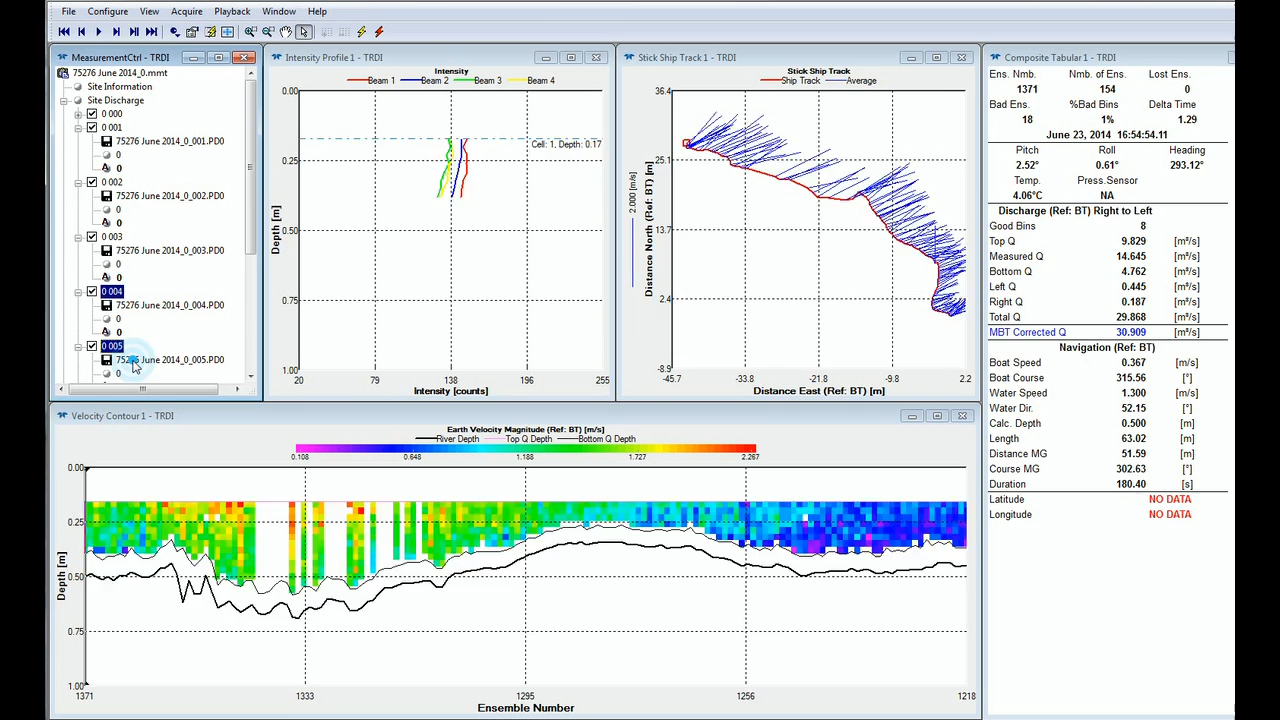 File Configure View Acquire Playback Window Help
MeasurementCtrl - TRDI
75276 June 2014_0.mmt
Site Information
Site Discharge
0 000
0 001
75276 June 2014_0_001.PD0
0
0
0 002
75276 June 2014_0_002.PD0
0
0
0 003
75276 June 2014_0_003.PD0
0
0
0 004
75276 June 2014_0_004.PD0
0
0
0 005
75276 June 2014_0_005.PD0
0
Intensity Profile 1 - TRDI
Intensity
Beam 1 Beam 2 Beam 3 Beam 4
0.00
0.25
0.50
0.75
1.00
Depth [m]
Cell: 1, Depth: 0.17
20 79 138 196 255
Intensity [counts]
Stick Ship Track 1 - TRDI
Stick Ship Track
Ship Track Average
36.4
25.1
13.7
2.4
-8.9
2.000 [m/s]
Distance North (Ref: BT) [m]
-45.7 -33.8 -21.8 -9.8 2.2
Distance East (Ref: BT) [m]
Composite Tabular 1 - TRDI
Ens. Nmb. Nmb. of Ens. Lost Ens.
1371 154 0
Bad Ens. %Bad Bins Delta Time
18 1% 1.29
June 23, 2014 16:54:54.11
Pitch Roll Heading
2.52° 0.61° 293.12°
Temp. Press.Sensor
4.06°C NA
Discharge (Ref: BT) Right to Left
Good Bins 8
Top Q 9.829 [m³/s]
Measured Q 14.645 [m³/s]
Bottom Q 4.762 [m³/s]
Left Q 0.445 [m³/s]
Right Q 0.187 [m³/s]
Total Q 29.868 [m³/s]
MBT Corrected Q 30.909 [m³/s]
Navigation (Ref: BT)
Boat Speed 0.367 [m/s]
Boat Course 315.56 [°]
Water Speed 1.300 [m/s]
Water Dir. 52.15 [°]
Calc. Depth 0.500 [m]
Length 63.02 [m]
Distance MG 51.59 [m]
Course MG 302.63 [°]
Duration 180.40 [s]
Latitude NO DATA
Longitude NO DATA
Velocity Contour 1 - TRDI
Earth Velocity Magnitude (Ref: BT) [m/s]
River Depth Top Q Depth Bottom Q Depth
0.108 0.648 1.188 1.727 2.267
0.00
0.25
0.50
0.75
1.00
Depth [m]
1371 1333 1295 1256 1218
Ensemble Number